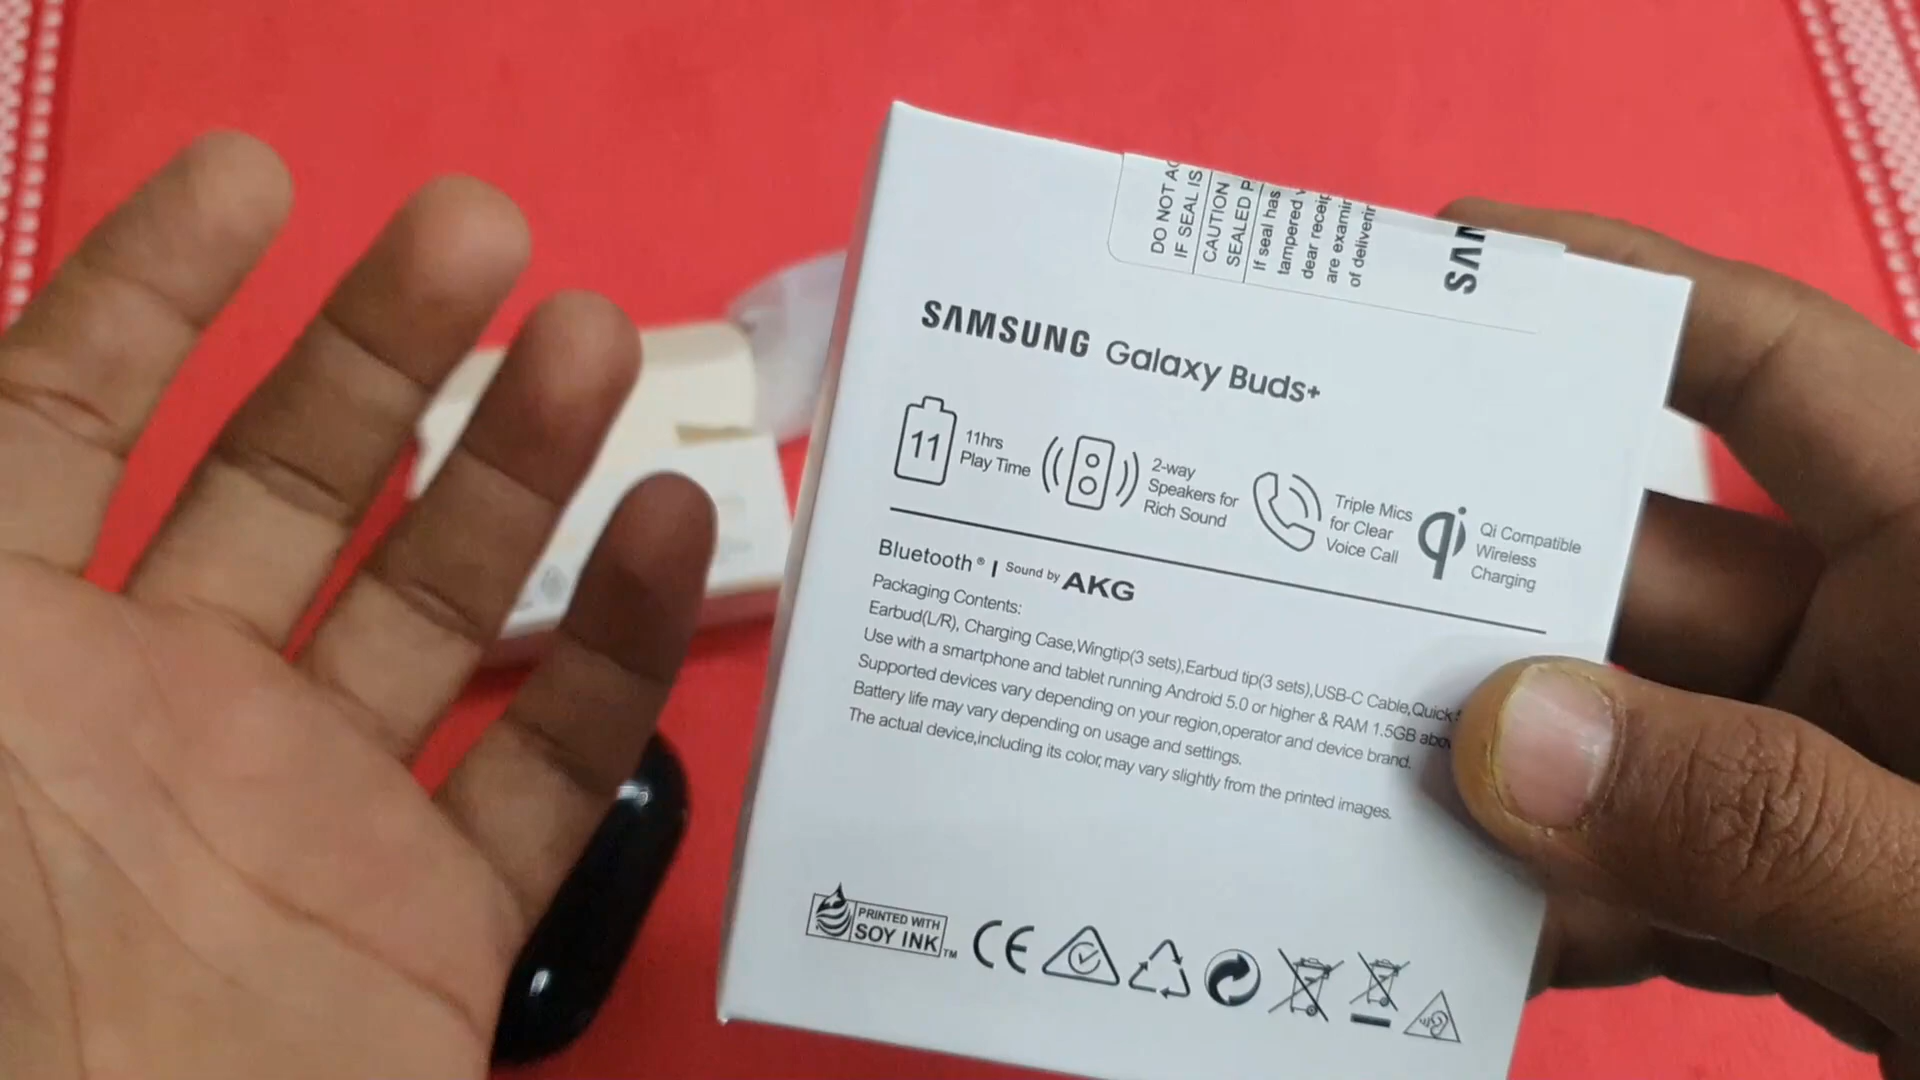 DO NOT AC
IF SEAL IS
CAUTION
SEALED P
If seal has
tampered
dear receip
are examin
of deliverin
SAM
SAMSUNG Galaxy Buds+
11
11hrs
Play Time
2-way
Speakers for
Rich Sound
Triple Mics
for Clear
Voice Call
Qi Compatible
Wireless
Charging
Bluetooth® | Sound by AKG
Packaging Contents:
Earbud(L/R), Charging Case,Wingtip(3 sets),Earbud tip(3 sets),USB-C Cable,Quick
Use with a smartphone and tablet running Android 5.0 or higher & RAM 1.5GB abov
Supported devices vary depending on your region,operator and device brand.
Battery life may vary depending on usage and settings.
The actual device,including its color,may vary slightly from the printed images.
PRINTED WITH
SOY INK™
CE